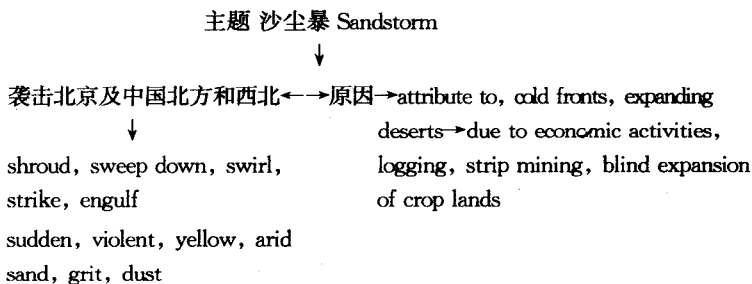 主题 沙尘暴 Sandstorm
↓
袭击北京及中国北方和西北←→原因→attribute to, cold fronts, expanding
↓
deserts→due to economic activities,
shroud, sweep down, swirl,
logging, strip mining, blind expansion
strike, engulf
of crop lands
sudden, violent, yellow, arid
sand, grit, dust